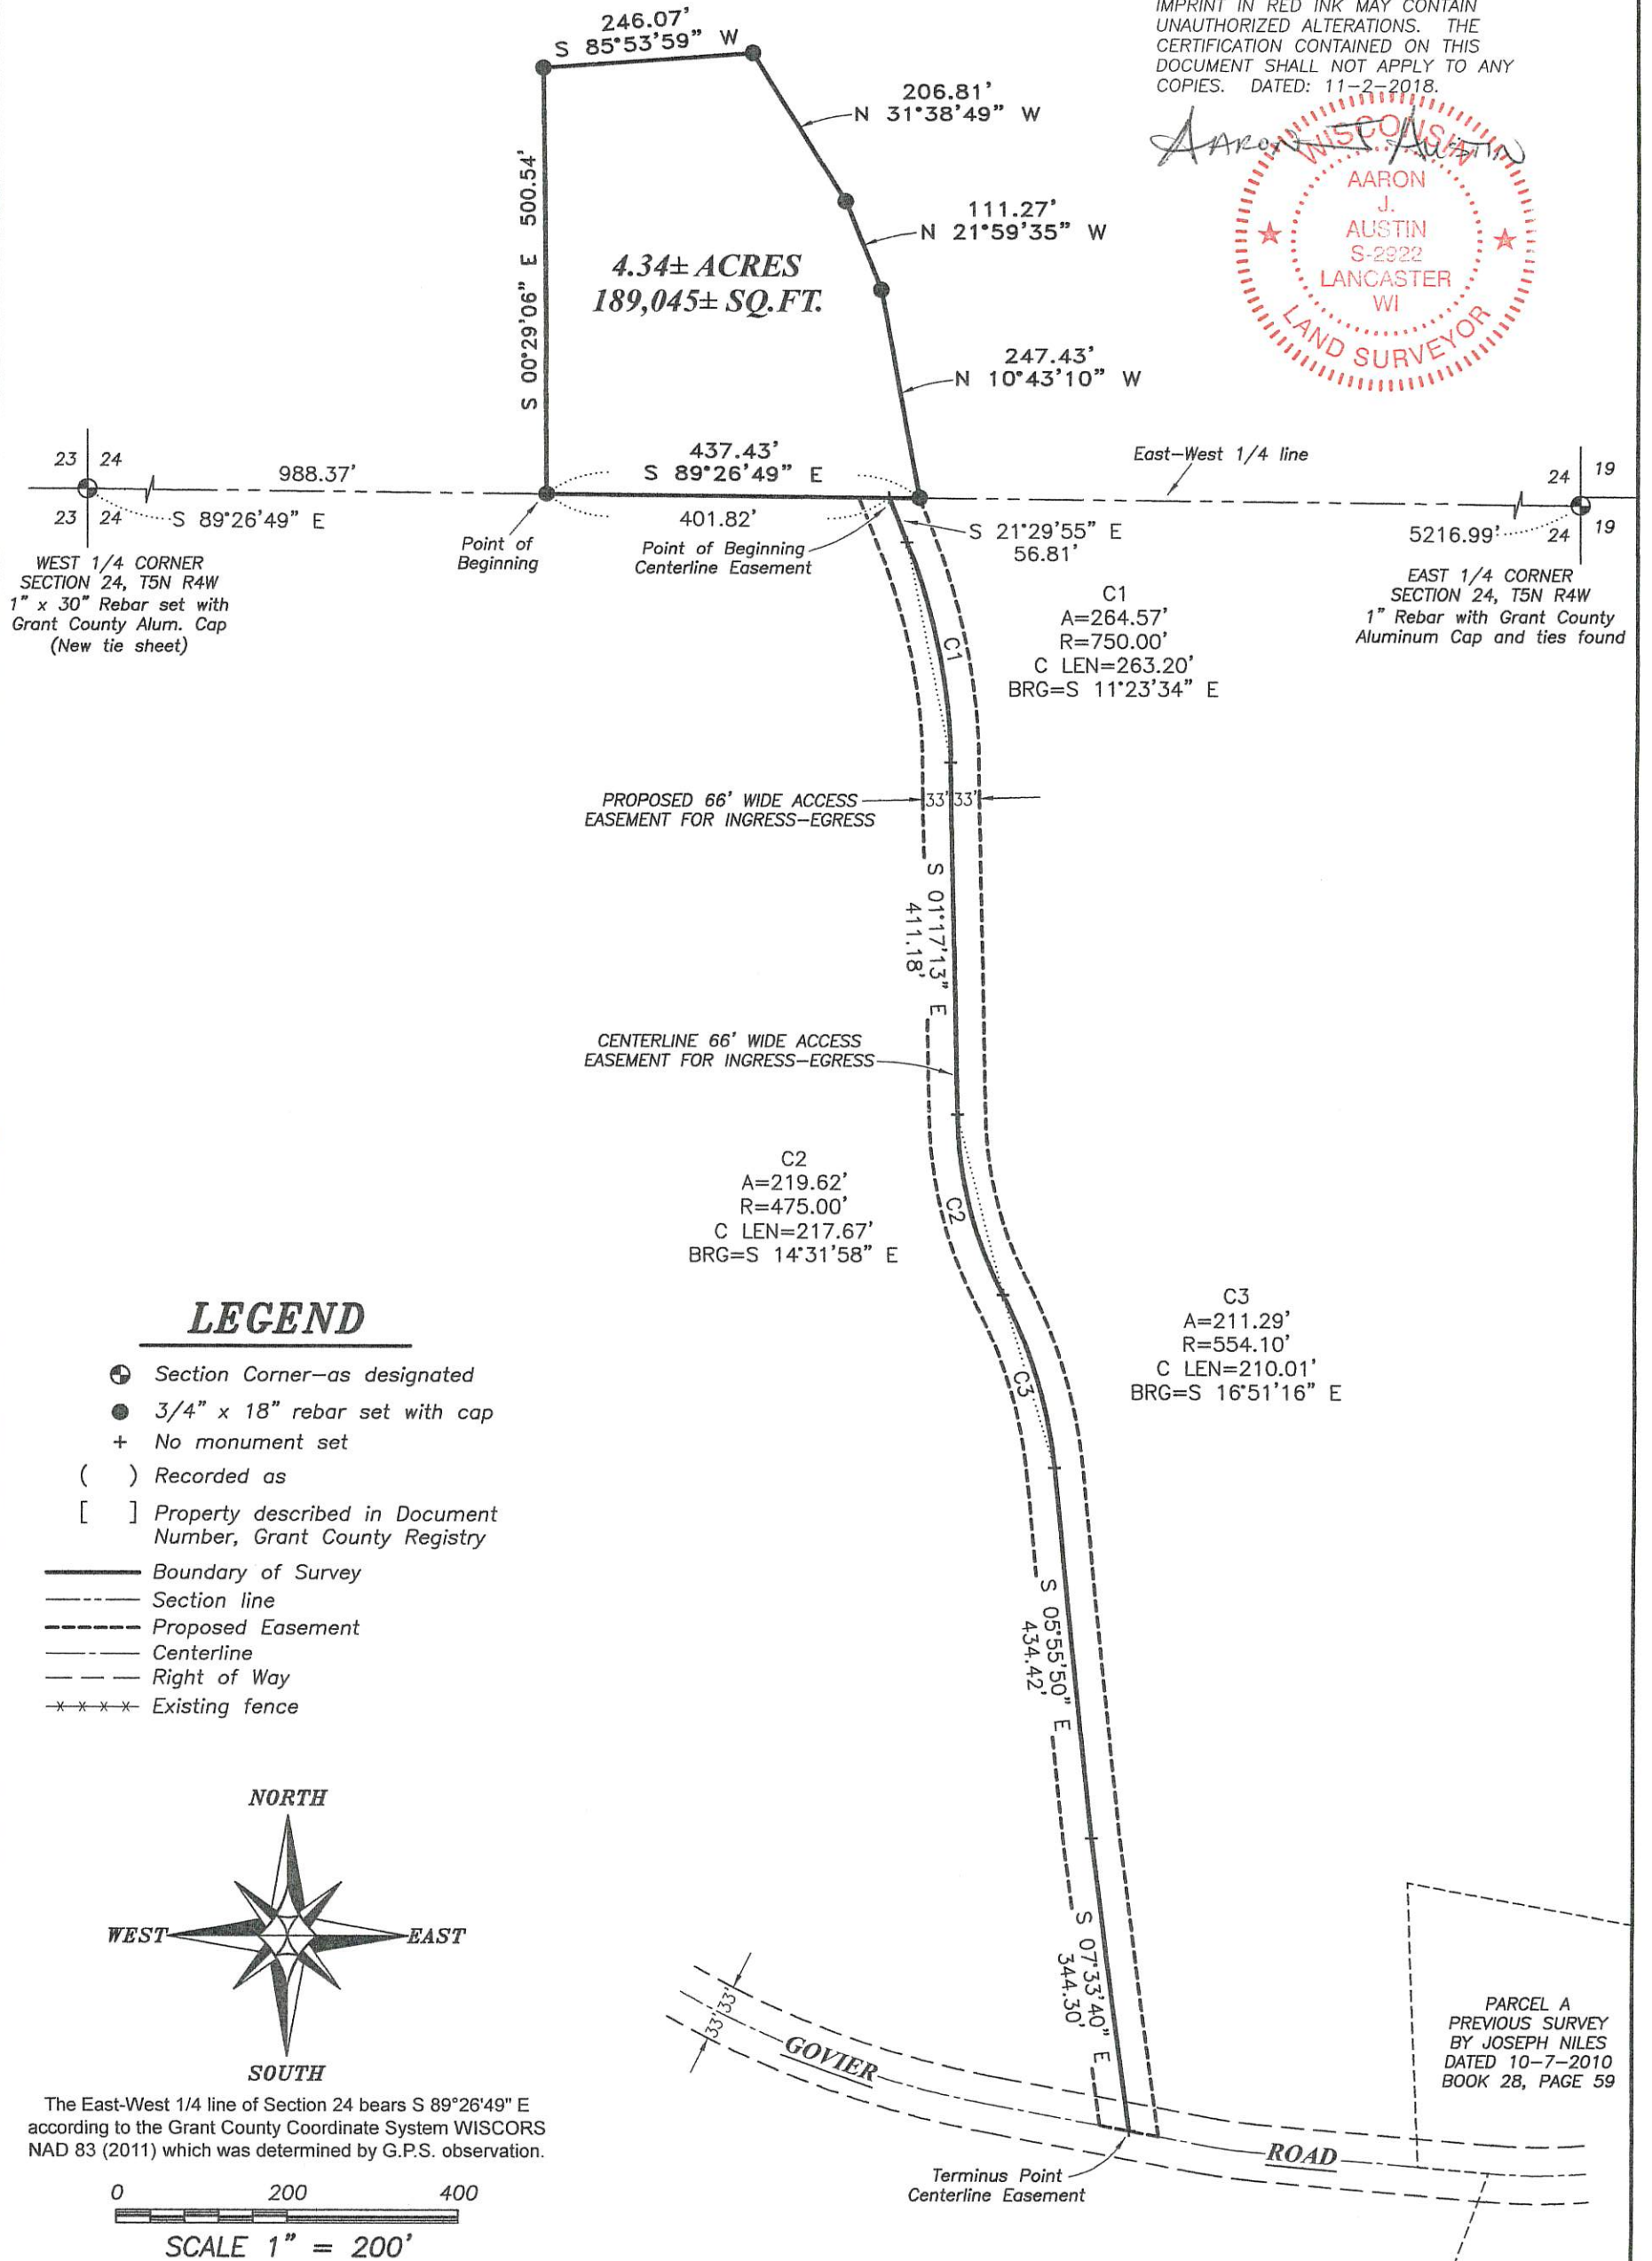 IMPRINT IN RED INK MAY CONTAIN
UNAUTHORIZED ALTERATIONS. THE
CERTIFICATION CONTAINED ON THIS
DOCUMENT SHALL NOT APPLY TO ANY
COPIES. DATED: 11-2-2018.
AARON J AUSTIN
WISCONSIN
AARON
J.
AUSTIN
S-2922
LANCASTER
WI
LAND SURVEYOR
246.07'
S 85°53'59" W
206.81'
N 31°38'49" W
111.27'
N 21°59'35" W
S 00°29'06" E 500.54'
4.34± ACRES
189,045± SQ.FT.
247.43'
N 10°43'10" W
23 24
23 24
988.37'
S 89°26'49" E
437.43'
S 89°26'49" E
401.82'
East-West 1/4 line
24 19
24 19
5216.99'
WEST 1/4 CORNER
SECTION 24, T5N R4W
1" x 30" Rebar set with
Grant County Alum. Cap
(New tie sheet)
Point of
Beginning
Point of Beginning
Centerline Easement
S 21°29'55" E
56.81'
EAST 1/4 CORNER
SECTION 24, T5N R4W
1" Rebar with Grant County
Aluminum Cap and ties found
C1
A=264.57'
R=750.00'
C LEN=263.20'
BRG=S 11°23'34" E
C1
PROPOSED 66' WIDE ACCESS
EASEMENT FOR INGRESS-EGRESS
33' 33'
S 01°17'13" E
411.18'
CENTERLINE 66' WIDE ACCESS
EASEMENT FOR INGRESS-EGRESS
C2
A=219.62'
R=475.00'
C LEN=217.67'
BRG=S 14°31'58" E
C2
C3
A=211.29'
R=554.10'
C LEN=210.01'
BRG=S 16°51'16" E
C3
LEGEND
Section Corner-as designated
3/4" x 18" rebar set with cap
+ No monument set
( ) Recorded as
[ ] Property described in Document
Number, Grant County Registry
Boundary of Survey
Section line
Proposed Easement
Centerline
Right of Way
Existing fence
S 05°55'50" E
434.42'
S 07°33'40" E
344.30'
NORTH
WEST
EAST
SOUTH
33' 33'
GOVIER
ROAD
PARCEL A
PREVIOUS SURVEY
BY JOSEPH NILES
DATED 10-7-2010
BOOK 28, PAGE 59
Terminus Point
Centerline Easement
The East-West 1/4 line of Section 24 bears S 89°26'49" E
according to the Grant County Coordinate System WISCORS
NAD 83 (2011) which was determined by G.P.S. observation.
0 200 400
SCALE 1" = 200'